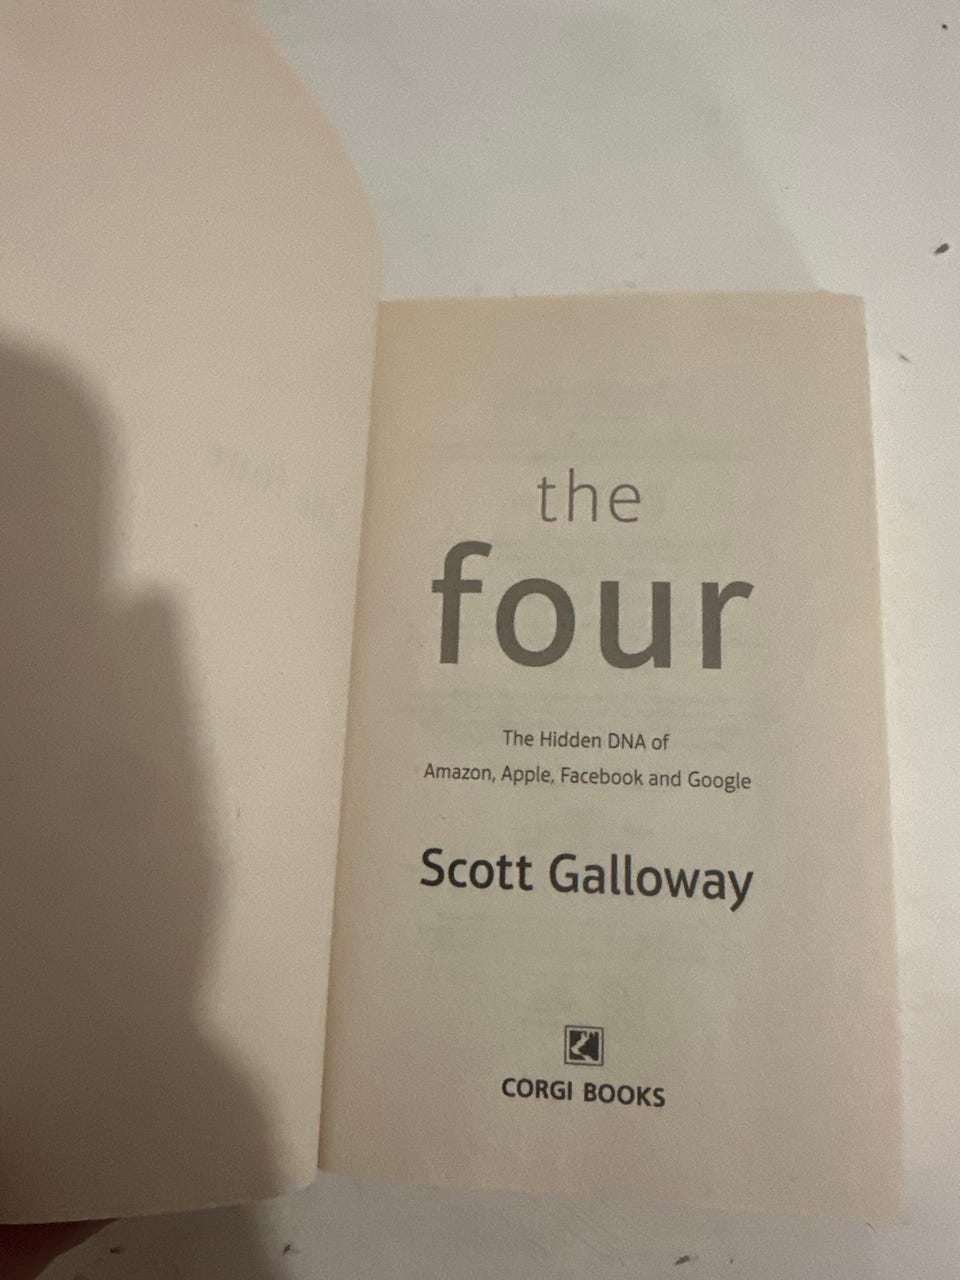 the
four
The Hidden DNA of
Amazon, Apple, Facebook and Google
Scott Galloway
CORGI BOOKS